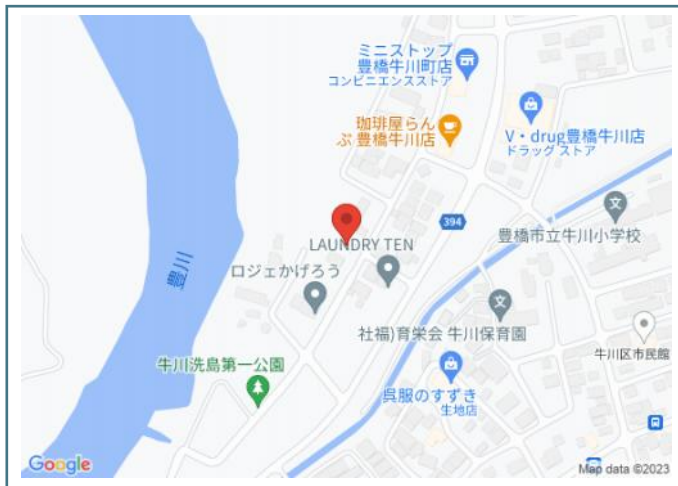 ミニストップ
豊橋牛川町店
コンビニエンスストア
珈琲屋らん
ぶ 豊橋牛川店
V・drug豊橋牛川店
ドラッグ ストア
394
豊橋市立牛川小学校
文
LAUNDRY TEN
豊川
ロジェかげろう
文
社福)育栄会 牛川保育園
牛川区市民館
牛川洗島第一公園
呉服のすずき
生地店
Google
Map data ©2023